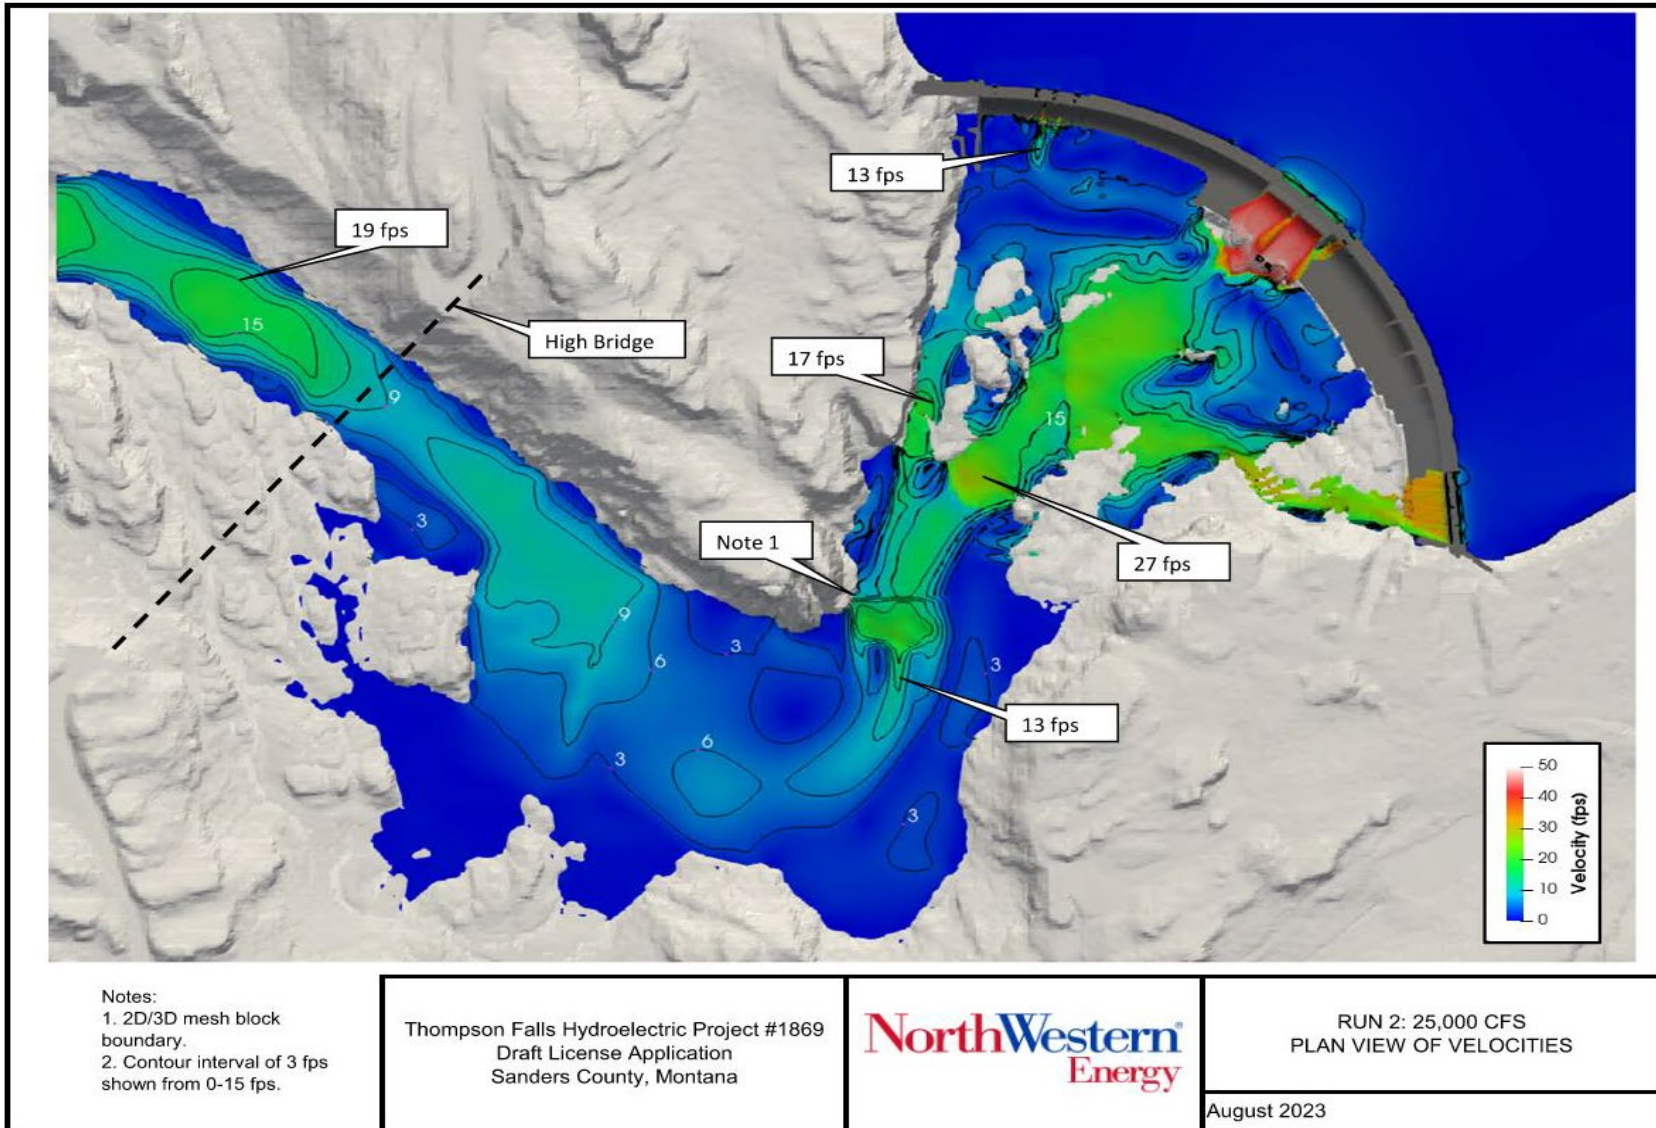 13 fps
19 fps
15
High Bridge
17 fps
9
15
3
Note 1
27 fps
9
3
6
3
13 fps
6
3
3
50
40
30
20
10
0
Velocity (fps)
Notes:
1. 2D/3D mesh block
boundary.
2. Contour interval of 3 fps
shown from 0-15 fps.
Thompson Falls Hydroelectric Project #1869
Draft License Application
Sanders County, Montana
NorthWestern®
Energy
RUN 2: 25,000 CFS
PLAN VIEW OF VELOCITIES
August 2023